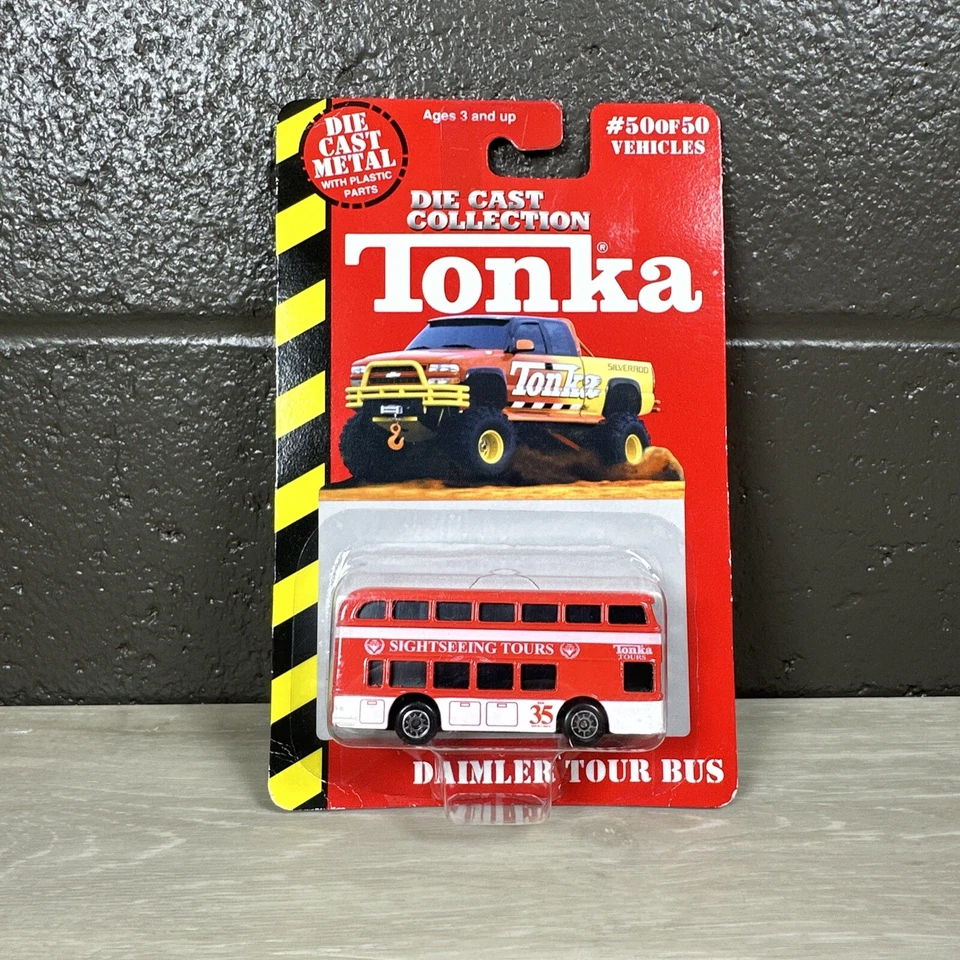 DIE
CAST
METAL
WITH PLASTIC
PARTS
Ages 3 and up
#50 OF 50
VEHICLES
DIE CAST
COLLECTION
Tonka®
SILVERADO
Tonka
SIGHTSEEING TOURS
Tonka
TOURS
35
DAIMLER TOUR BUS